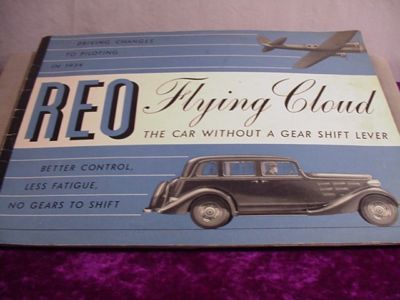 DRIVING CHANGES
TO PILOTING
IN 1934
REO Flying Cloud
THE CAR WITHOUT A GEAR SHIFT LEVER
BETTER CONTROL,
LESS FATIGUE,
NO GEARS TO SHIFT